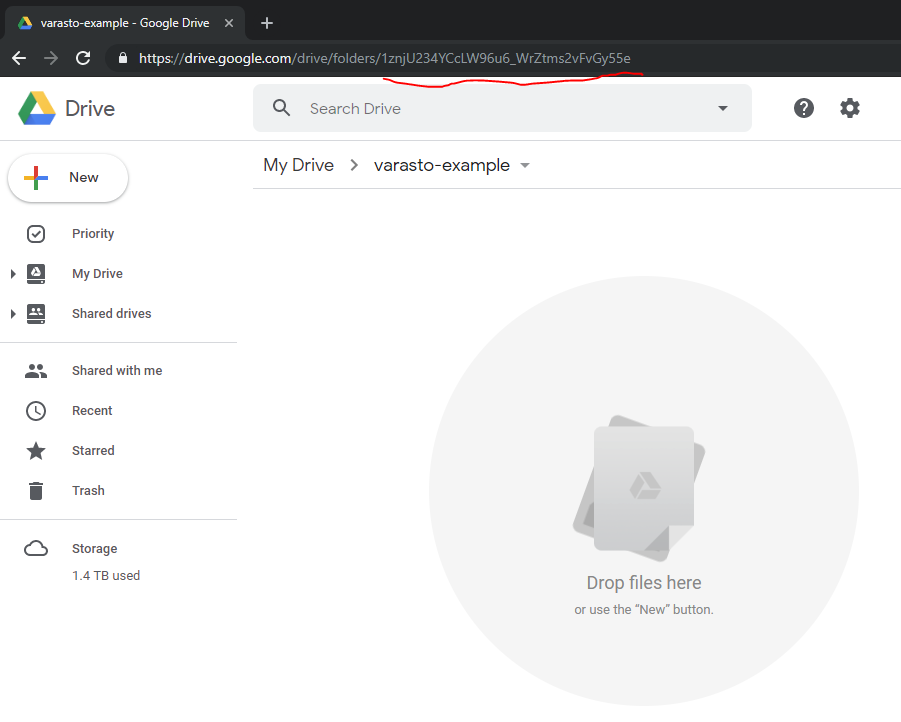 varasto-example - Google Drive
https://drive.google.com/drive/folders/1znjU234YCcLW96u6_WrZtms2vFvGy55e
Drive
Search Drive
New
My Drive
varasto-example
Priority
My Drive
Shared drives
Shared with me
Recent
Starred
Trash
Storage
1.4 TB used
Drop files here
or use the “New” button.